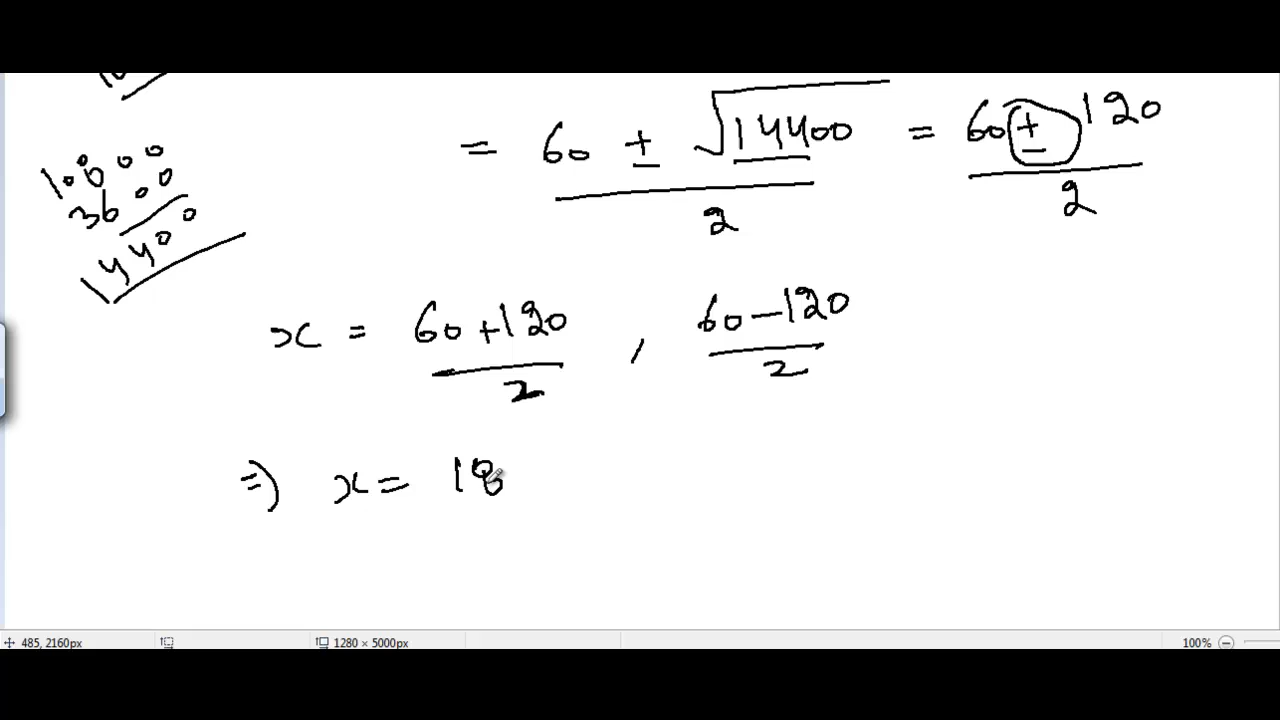 = 60 ± √14400 / 2 = 60 ± 120 / 2
10800
3600
14400
x = 60 + 120 / 2 , 60 - 120 / 2
=> x = 18
485, 2160px 1280 × 5000px 100%